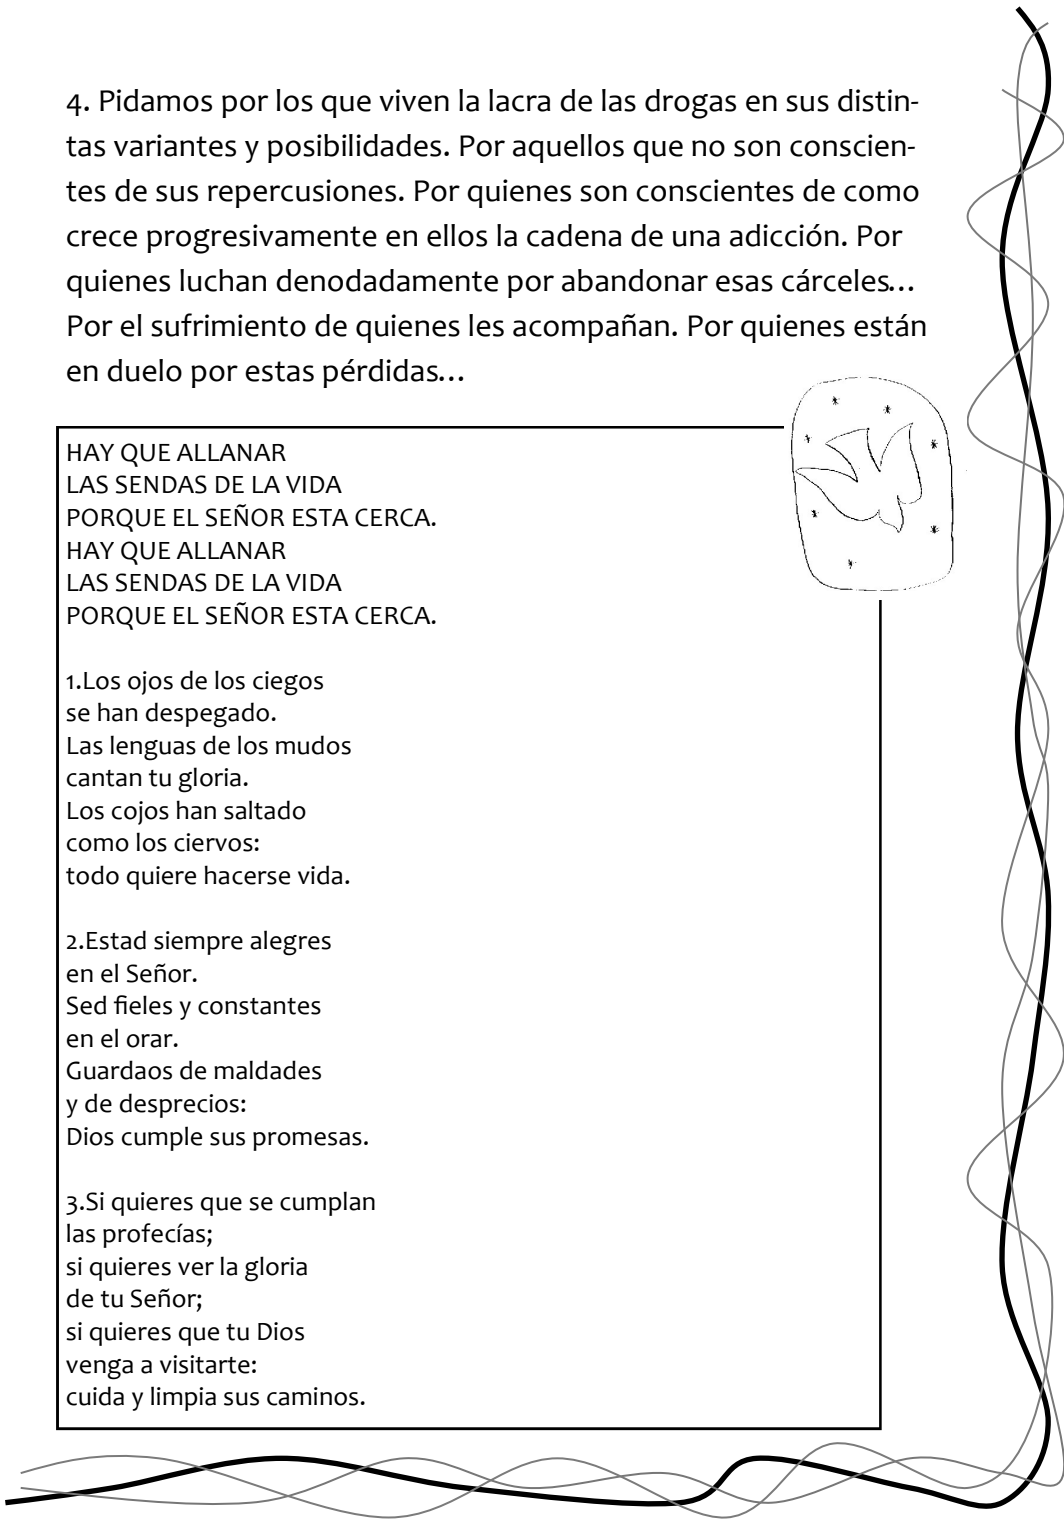 4. Pidamos por los que viven la lacra de las drogas en sus distin-
tas variantes y posibilidades. Por aquellos que no son conscien-
tes de sus repercusiones. Por quienes son conscientes de como
crece progresivamente en ellos la cadena de una adicción. Por
quienes luchan denodadamente por abandonar esas cárceles...
Por el sufrimiento de quienes les acompañan. Por quienes están
en duelo por estas pérdidas...
HAY QUE ALLANAR
LAS SENDAS DE LA VIDA
PORQUE EL SEÑOR ESTA CERCA.
HAY QUE ALLANAR
LAS SENDAS DE LA VIDA
PORQUE EL SEÑOR ESTA CERCA.
1.Los ojos de los ciegos
se han despegado.
Las lenguas de los mudos
cantan tu gloria.
Los cojos han saltado
como los ciervos:
todo quiere hacerse vida.
2.Estad siempre alegres
en el Señor.
Sed fieles y constantes
en el orar.
Guardaos de maldades
y de desprecios:
Dios cumple sus promesas.
3.Si quieres que se cumplan
las profecías;
si quieres ver la gloria
de tu Señor;
si quieres que tu Dios
venga a visitarte:
cuida y limpia sus caminos.